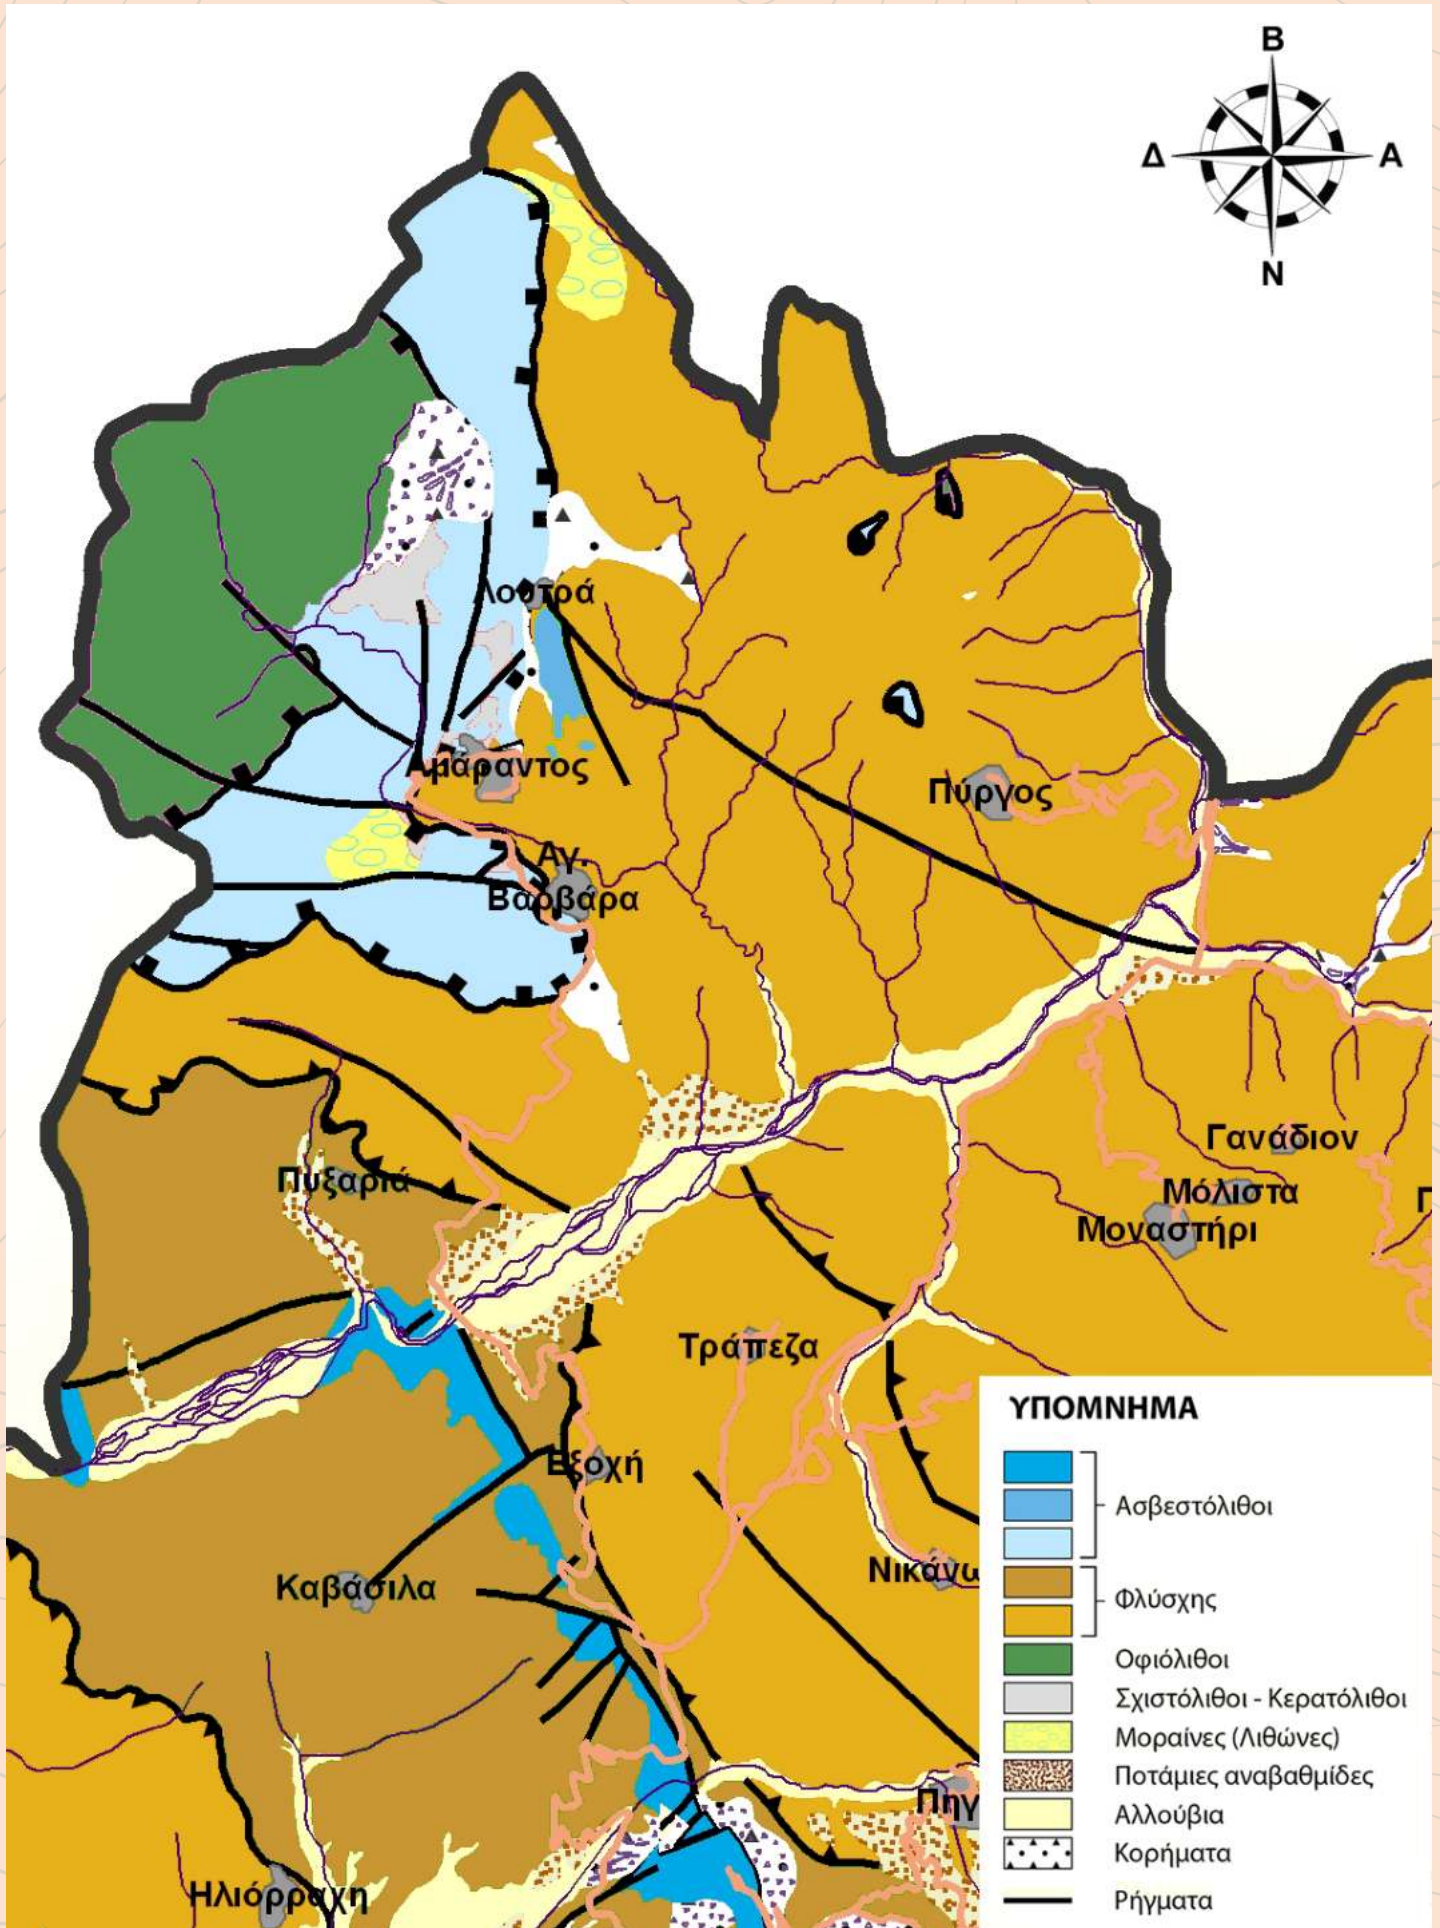 Β
Δ
Α
Ν
Λουτρά
Αμάραντος
Πύργος
Αγ.
Βαρβάρα
Γανάδιον
Πυξαριά
Μόλιστα
Μοναστήρι
Τράπεζα
Εξοχή
Νικάνω
Καβάσιλα
Πηγ
Ηλιόρραχη
ΥΠΟΜΝΗΜΑ
Ασβεστόλιθοι
Φλύσχης
Οφιόλιθοι
Σχιστόλιθοι - Κερατόλιθοι
Μοραίνες (Λιθώνες)
Ποτάμιες αναβαθμίδες
Αλλούβια
Κορήματα
Ρήγματα